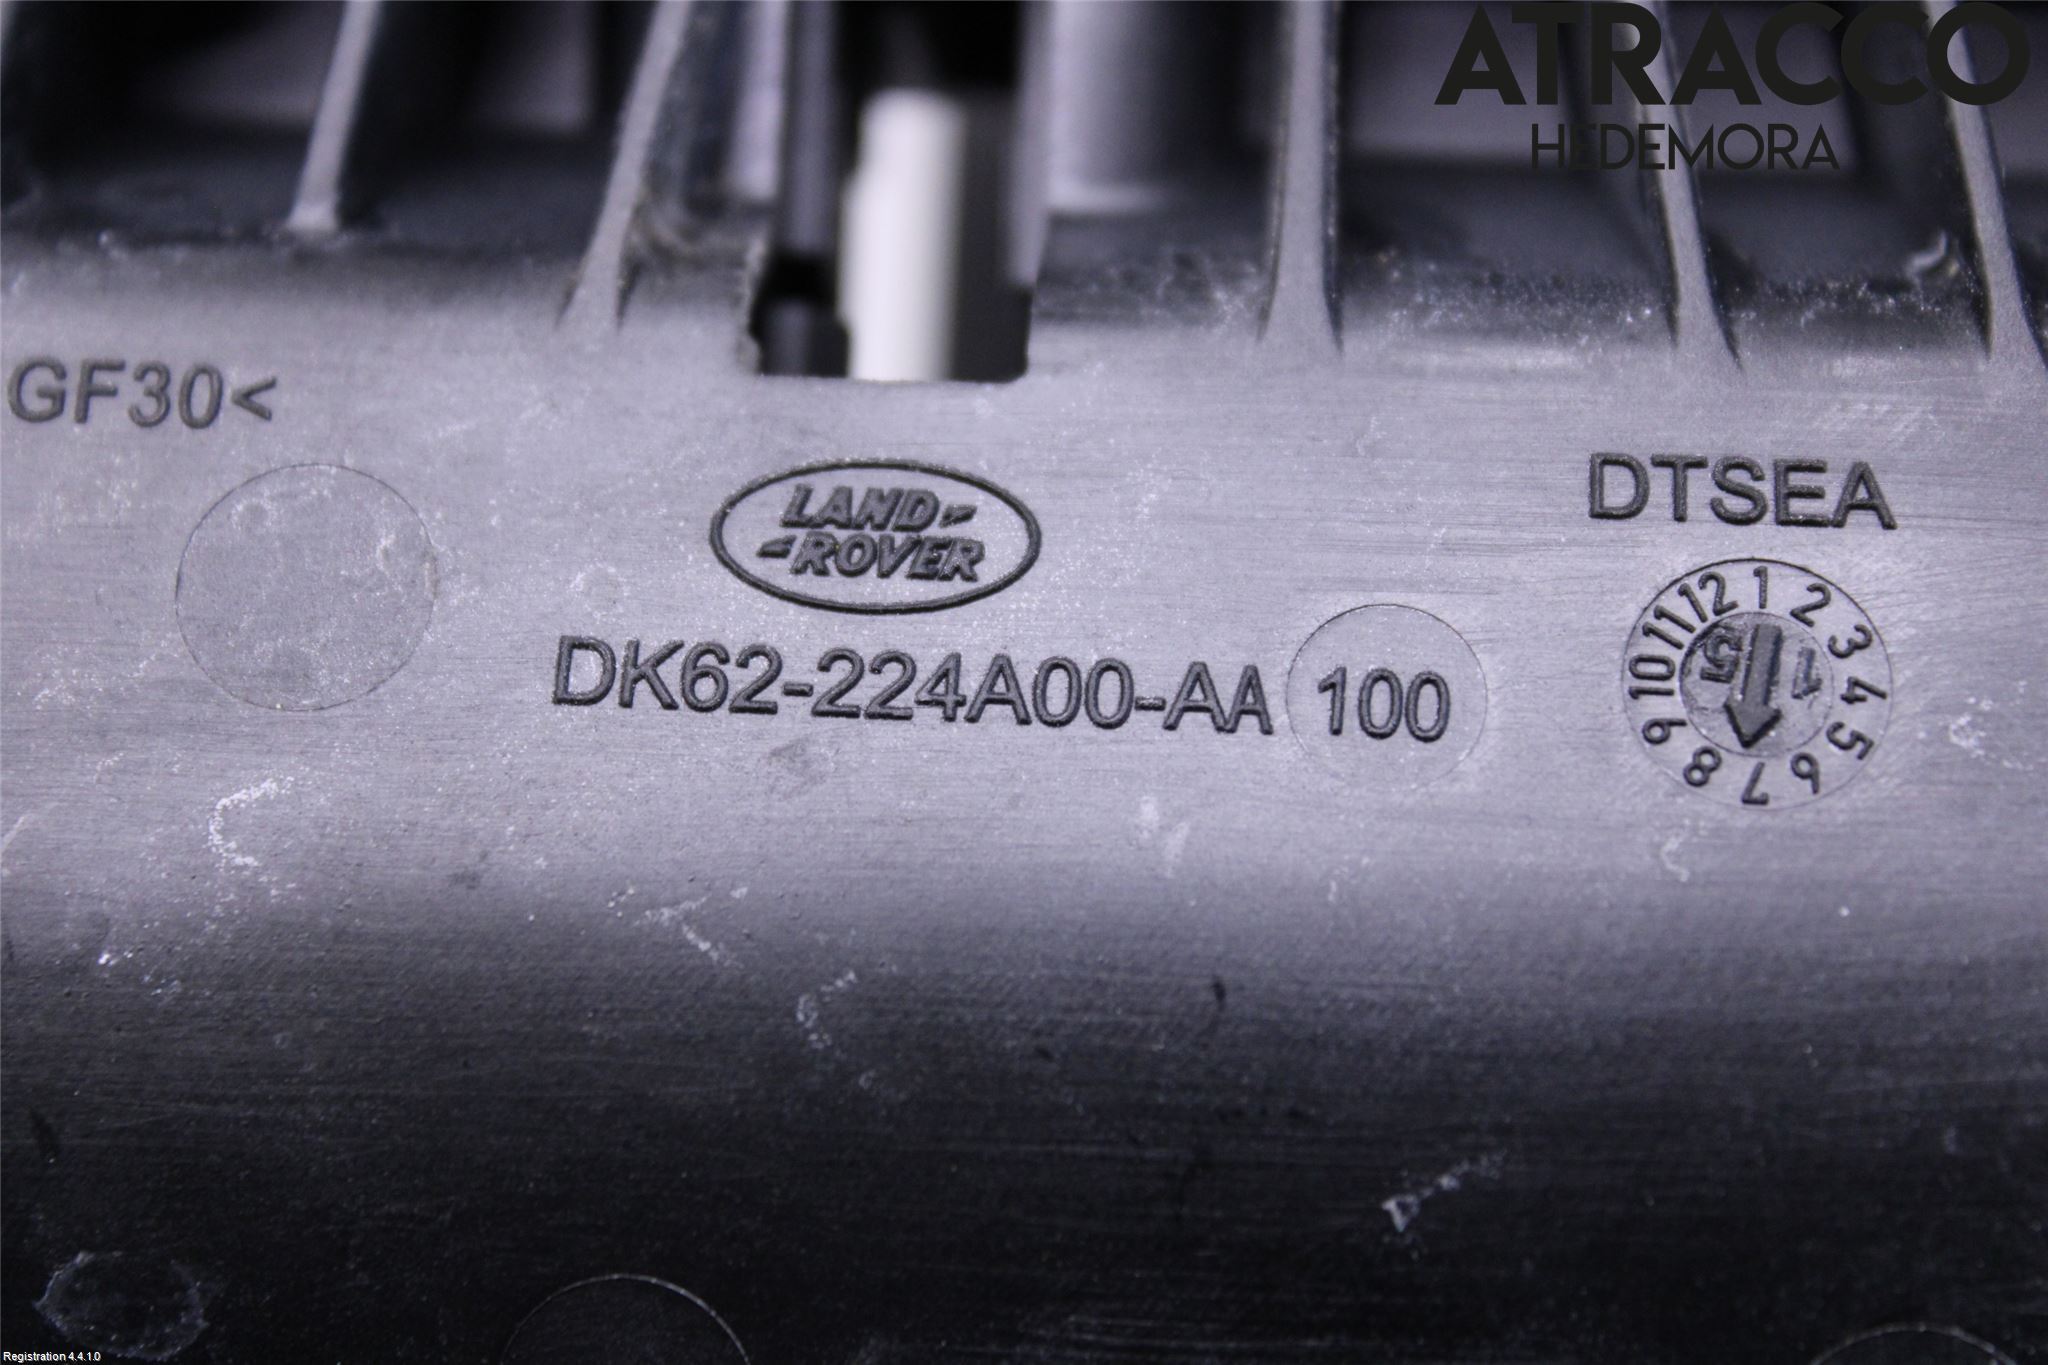 ATRACCO
HEDEMORA
GF30<
LAND
ROVER
DTSEA
DK62-224A00-AA 100
1 2 3 4 5 6 7 8 9 10 11 12
15
Registration 4.4.1.0